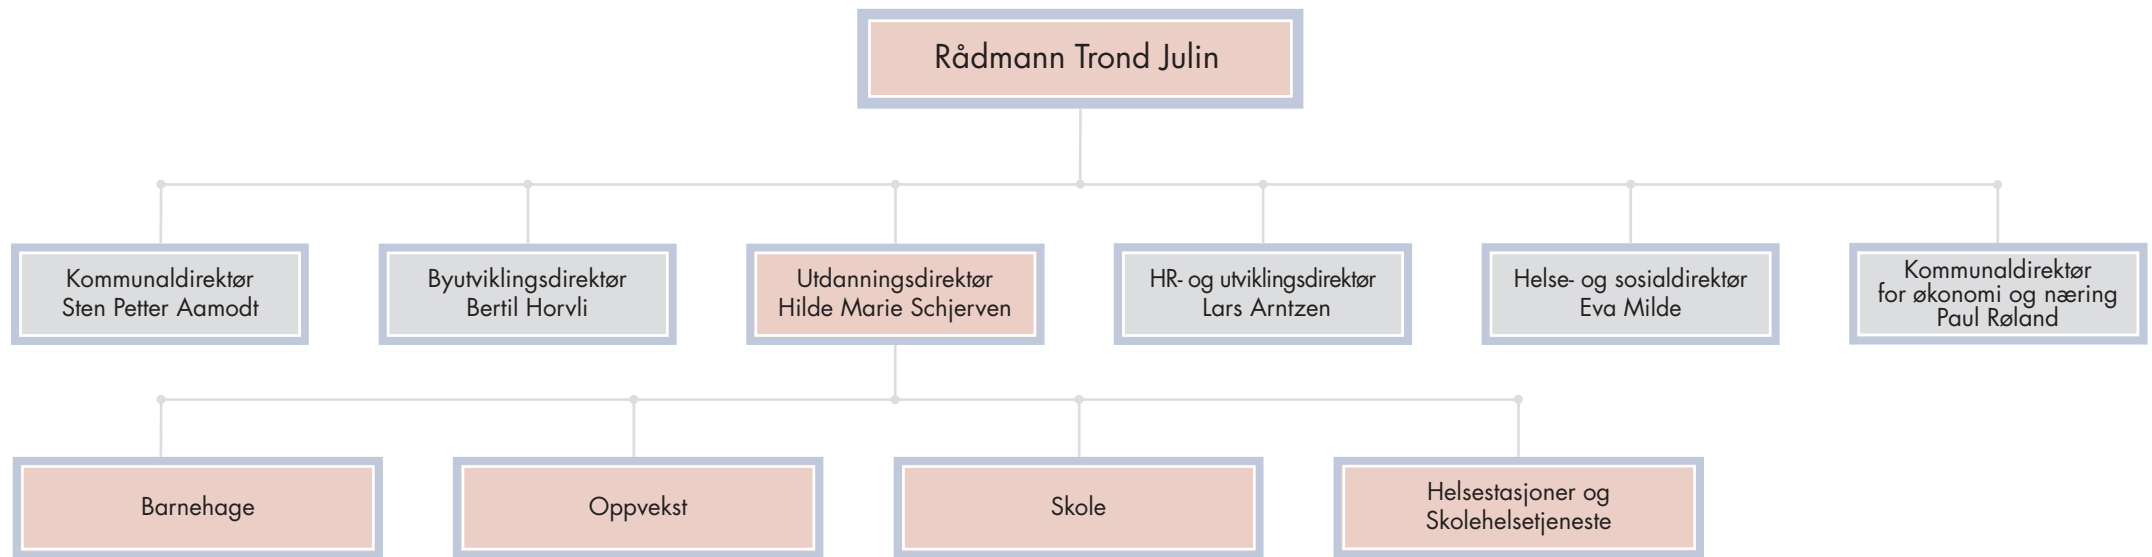 Rådmann Trond Julin
Kommunaldirektør
Sten Petter Aamodt
Byutviklingsdirektør
Bertil Horvli
Utdanningsdirektør
Hilde Marie Schjerven
HR- og utviklingsdirektør
Lars Arntzen
Helse- og sosialdirektør
Eva Milde
Kommunaldirektør
for økonomi og næring
Paul Røland
Barnehage
Oppvekst
Skole
Helsestasjoner og
Skolehelsetjeneste